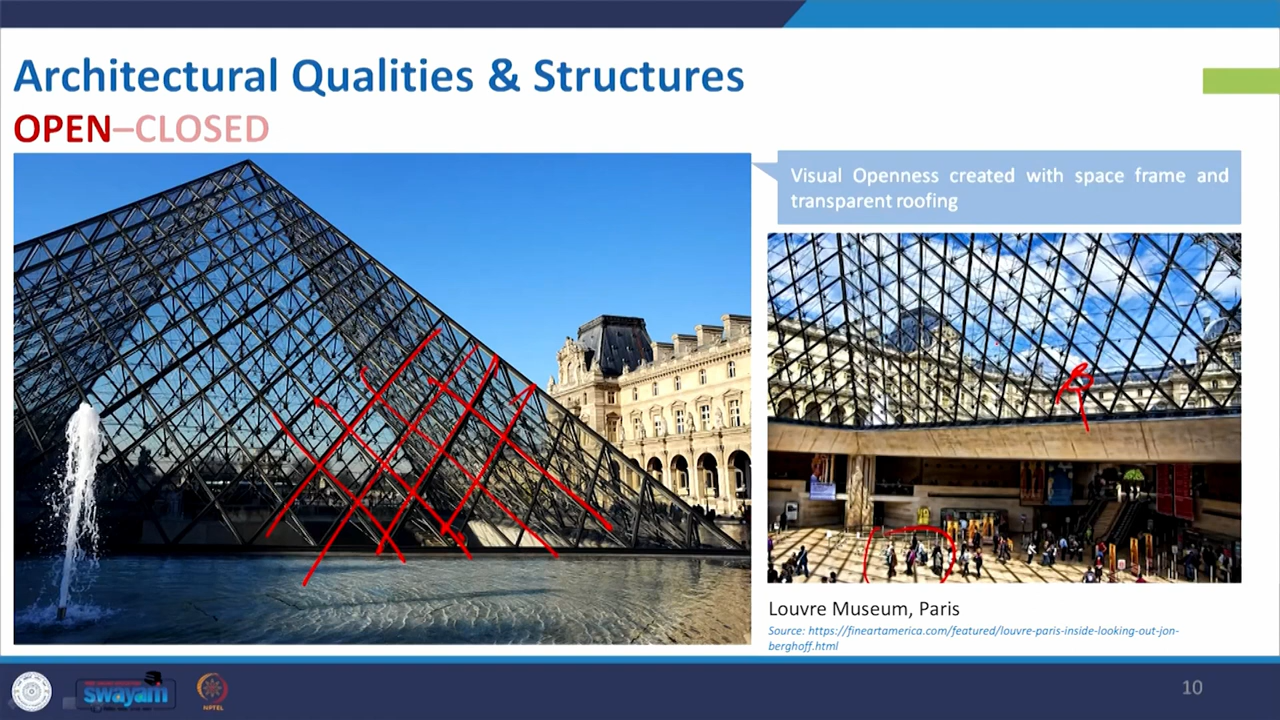 Architectural Qualities & Structures
OPEN–CLOSED
Visual Openness created with space frame and
transparent roofing
Louvre Museum, Paris
Source: https://fineartamerica.com/featured/louvre-paris-inside-looking-out-jon-
berghoff.html
swayam
NPTEL
10